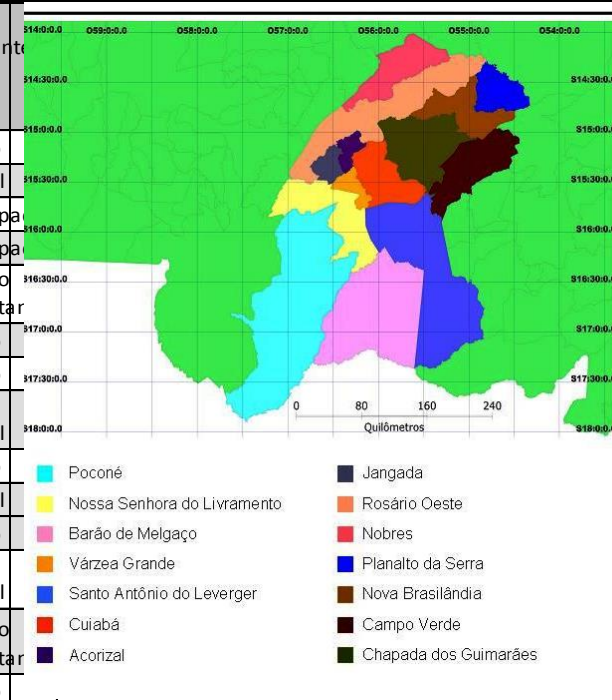 S14:0:0.0 O59:0:0.0 O58:0:0.0 O57:0:0.0 O56:0:0.0 O55:0:0.0 O54:0:0.0
S14:30:0.0 S14:30:0.0
S15:0:0.0 S15:0:0.0
S15:30:0.0 S15:30:0.0
S16:0:0.0 S16:0:0.0
S16:30:0.0 S16:30:0.0
S17:0:0.0 S17:0:0.0
S17:30:0.0 S17:30:0.0
0 80 160 240
S18:0:0.0 Quilômetros S18:0:0.0
Poconé
Nossa Senhora do Livramento
Barão de Melgaço
Várzea Grande
Santo Antônio do Leverger
Cuiabá
Acorizal
Jangada
Rosário Oeste
Nobres
Planalto da Serra
Nova Brasilândia
Campo Verde
Chapada dos Guimarães